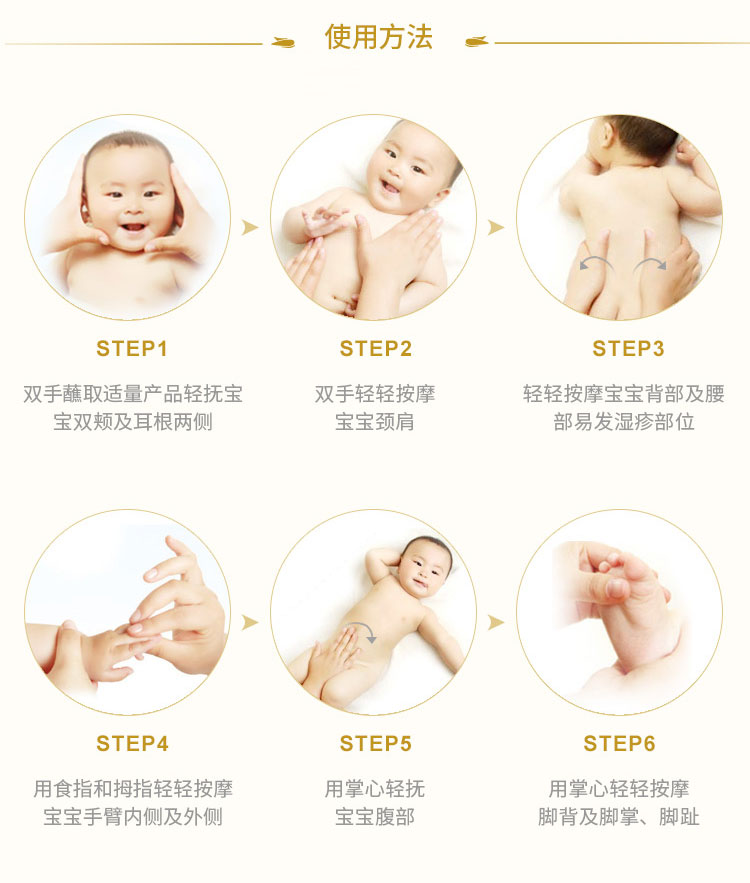 使用方法
STEP1
双手蘸取适量产品轻抚宝
宝双颊及耳根两侧
STEP2
双手轻轻按摩
宝宝颈肩
STEP3
轻轻按摩宝宝背部及腰
部易发湿疹部位
STEP4
用食指和拇指轻轻按摩
宝宝手臂内侧及外侧
STEP5
用掌心轻抚
宝宝腹部
STEP6
用掌心轻轻按摩
脚背及脚掌、脚趾